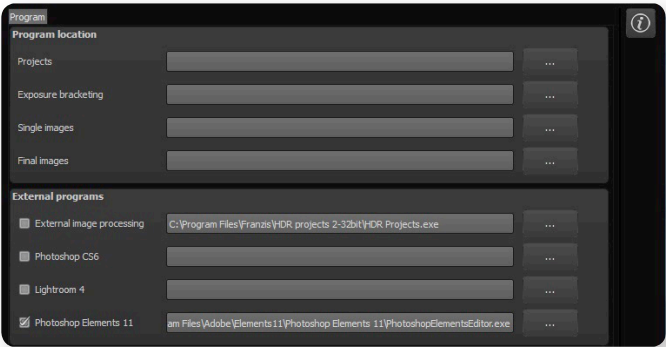 Program
Program location
Projects ...
Exposure bracketing ...
Single images ...
Final images ...
External programs
External image processing C:\Program Files\Franzis\HDR projects 2-32bit\HDR Projects.exe ...
Photoshop CS6 ...
Lightroom 4 ...
Photoshop Elements 11 am Files\Adobe\Elements11\Photoshop Elements 11\PhotoshopElementsEditor.exe ...